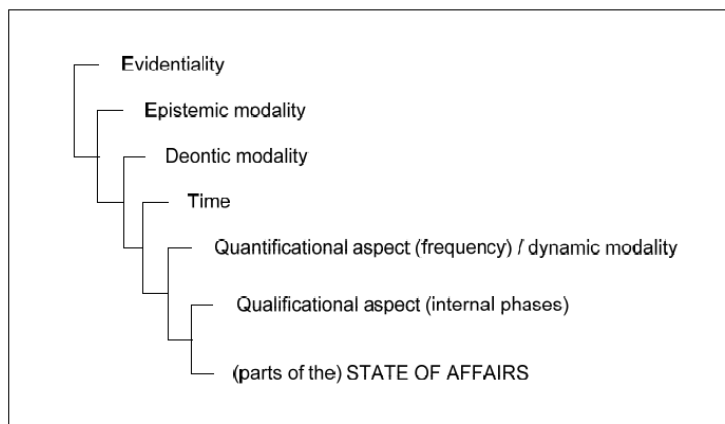 Evidentiality
Epistemic modality
Deontic modality
Time
Quantificational aspect (frequency) / dynamic modality
Qualificational aspect (internal phases)
(parts of the) STATE OF AFFAIRS